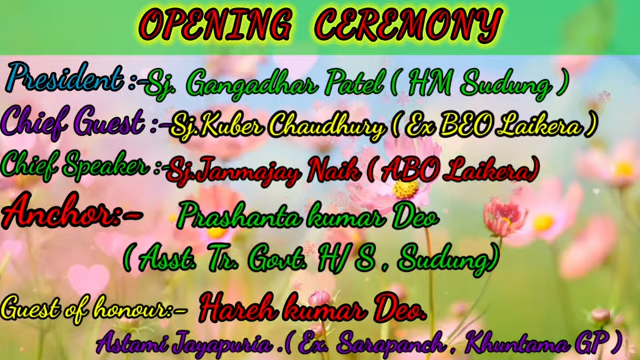 OPENING CEREMONY
President :-Sj. Gangadhar Patel ( HM Sudung )
Chief Guest :-Sj.Kuber Chaudhury ( Ex BEO Laikera )
Chief Speaker :-Sj.Janmajay Naik ( ABO Laikera)
Anchor:- Prashanta kumar Deo
( Asst. Tr. Govt. H/S , Sudung)
Guest of honour:- Hareh kumar Deo.
Astami Jayapuria .( Ex. Sarapanch , Khuntama GP )